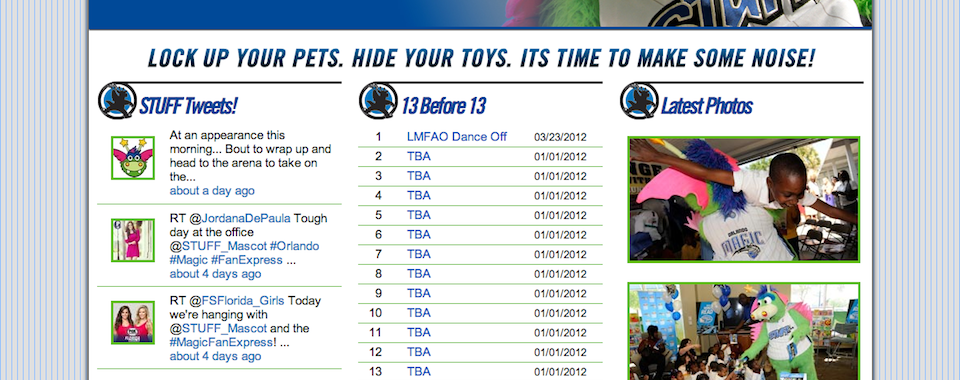 STUFF
LOCK UP YOUR PETS. HIDE YOUR TOYS. ITS TIME TO MAKE SOME NOISE!
STUFF Tweets!
At an appearance this
morning... Bout to wrap up and
head to the arena to take on
the...
about a day ago
RT @JordanaDePaula Tough
day at the office
@STUFF_Mascot #Orlando
#Magic #FanExpress ...
about 4 days ago
RT @FSFlorida_Girls Today
we're hanging with
@STUFF_Mascot and the
#MagicFanExpress! ...
about 4 days ago
13 Before 13
1 LMFAO Dance Off 03/23/2012
2 TBA 01/01/2012
3 TBA 01/01/2012
4 TBA 01/01/2012
5 TBA 01/01/2012
6 TBA 01/01/2012
7 TBA 01/01/2012
8 TBA 01/01/2012
9 TBA 01/01/2012
10 TBA 01/01/2012
11 TBA 01/01/2012
12 TBA 01/01/2012
13 TBA 01/01/2012
Latest Photos
ORLANDO
MAGIC